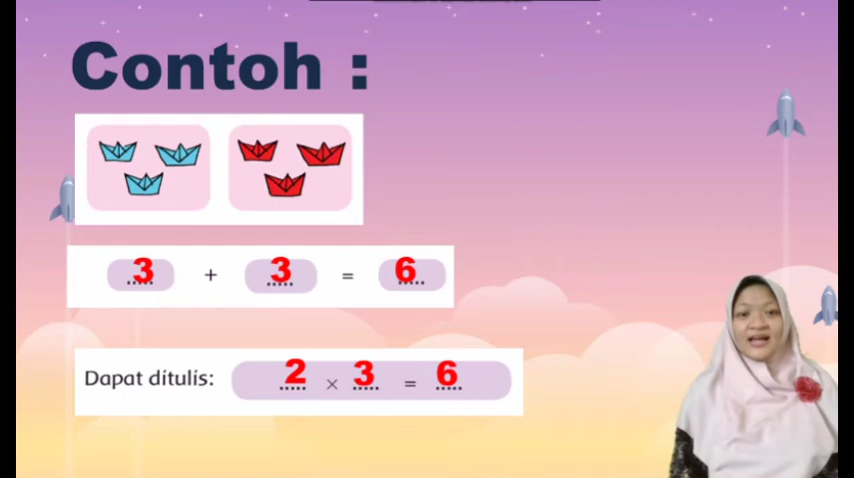 Contoh :
3 + 3 = 6
Dapat ditulis: 2 × 3 = 6